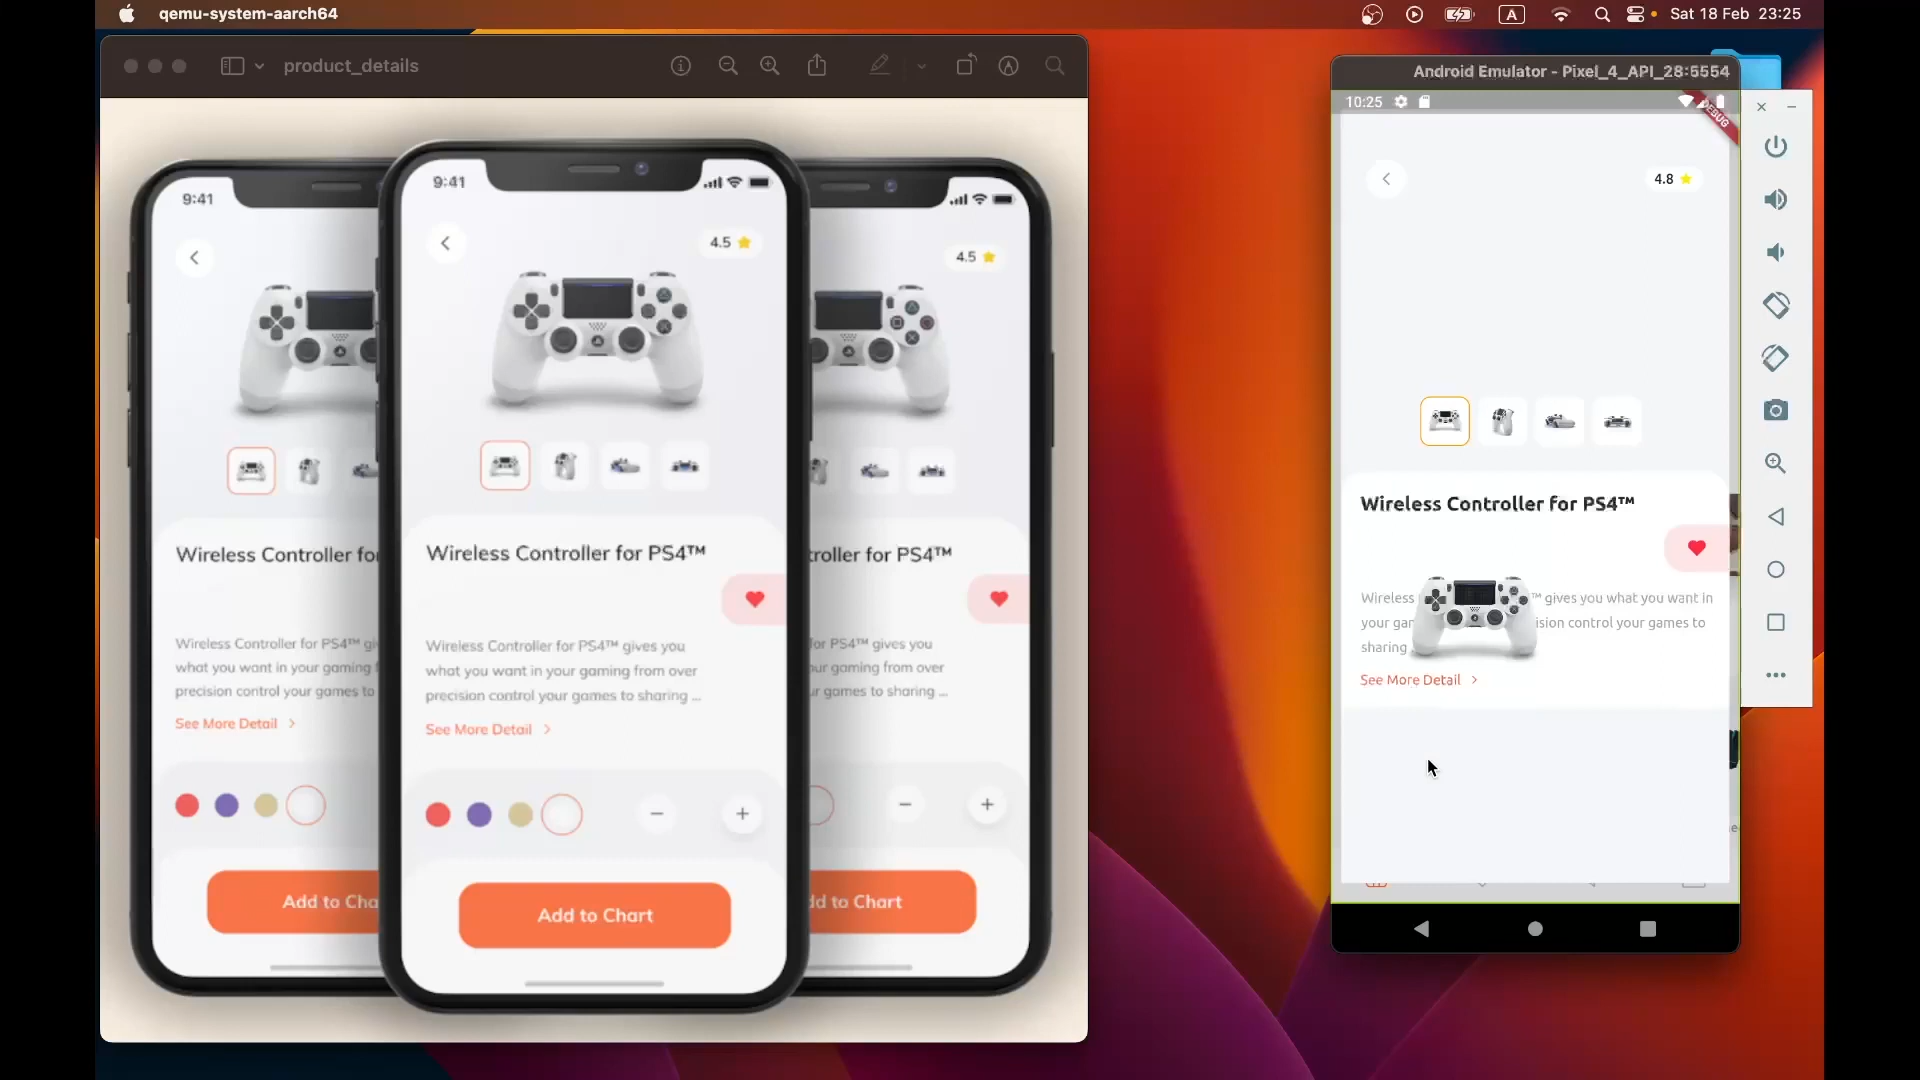 qemu-system-aarch64
A
Sat 18 Feb 23:25
product_details
9:41
4.5
Wireless Controller for
Wireless Controller for PS4™ gi
what you want in your gaming f
precision control your games to
See More Detail
Add to Cha
9:41
4.5
Wireless Controller for PS4™
Wireless Controller for PS4™ gives you
what you want in your gaming from over
precision control your games to sharing ...
See More Detail
Add to Chart
4.5
troller for PS4™
for PS4™ gives you
ur gaming from over
ur games to sharing ...
dd to Chart
Android Emulator - Pixel_4_API_28:5554
10:25
DEBUG
4.8
Wireless Controller for PS4™
Wireless ™ gives you what you want in
your gar ision control your games to
sharing
See More Detail